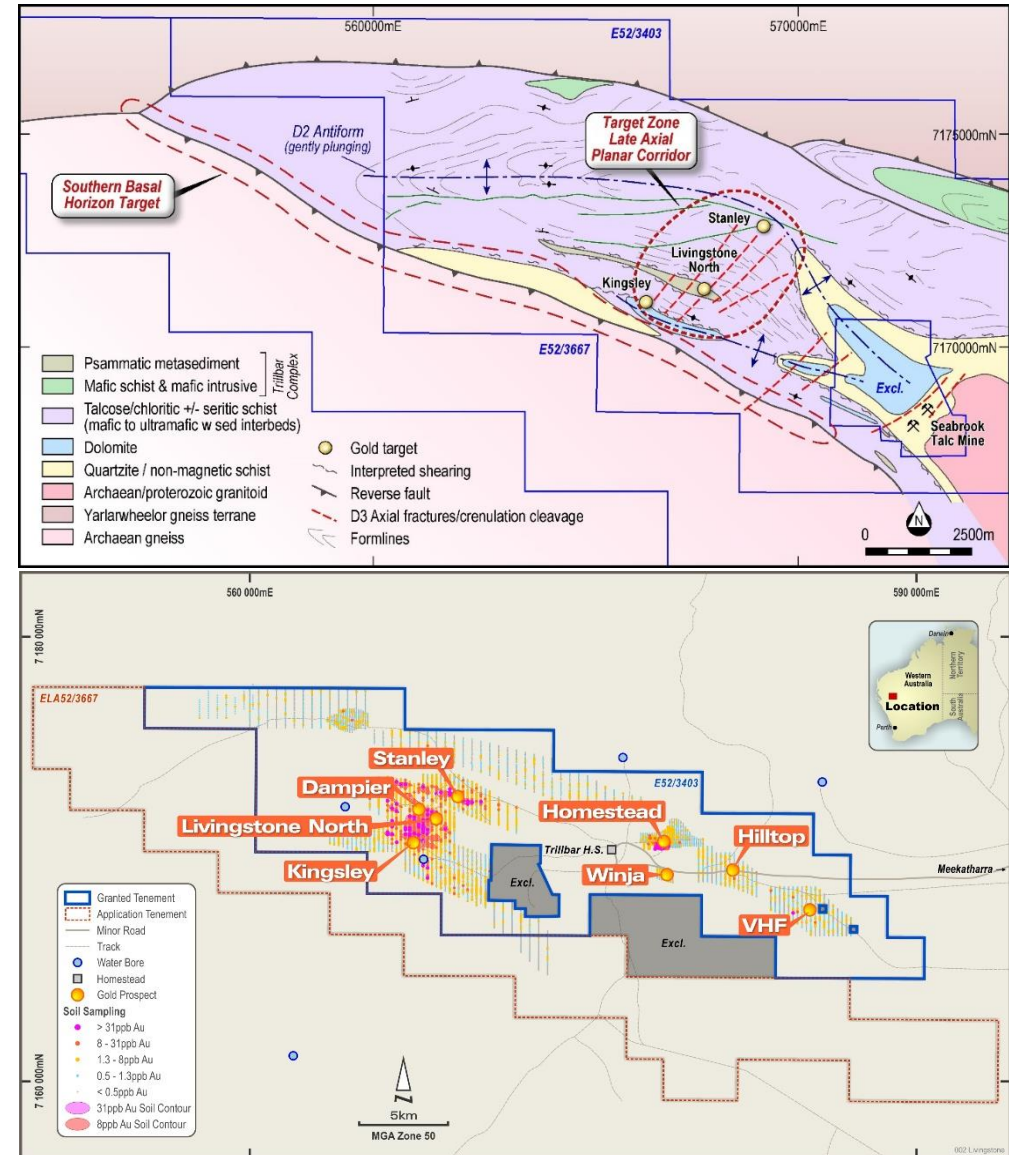 560000mE
570000mE
E52/3403
7175000mN
D2 Antiform
(gently plunging)
Target Zone
Late Axial
Planar Corridor
Southern Basal
Horizon Target
Stanley
Livingstone
North
Kingsley
E52/3667
7170000mN
Excl.
Seabrook
Talc Mine
Psammatic metasediment
Mafic schist & mafic intrusive
Trillbar
Complex
Talcose/chloritic +/- seritic schist
(mafic to ultramafic w sed interbeds)
Dolomite
Quartzite / non-magnetic schist
Archaean/proterozoic granitoid
Yarlarwheelor gneiss terrane
Archaean gneiss
Gold target
Interpreted shearing
Reverse fault
D3 Axial fractures/crenulation cleavage
Formlines
N
0 2500m
560 000mE
590 000mE
7 180 000mN
ELA52/3667
Darwin
Western
Australia
Northern
Territory
South
Australia
Location
Perth
E52/3403
Stanley
Dampier
Livingstone North
Kingsley
Homestead
Trillbar H.S.
Hilltop
Winja
Meekatharra
VHF
Excl.
Excl.
Granted Tenement
Application Tenement
Minor Road
Track
Water Bore
Homestead
Gold Prospect
Soil Sampling
> 31ppb Au
8 - 31ppb Au
1.3 - 8ppb Au
0.5 - 1.3ppb Au
< 0.5ppb Au
31ppb Au Soil Contour
8ppb Au Soil Contour
7 160 000mN
N
5km
MGA Zone 50
002 Livingstone